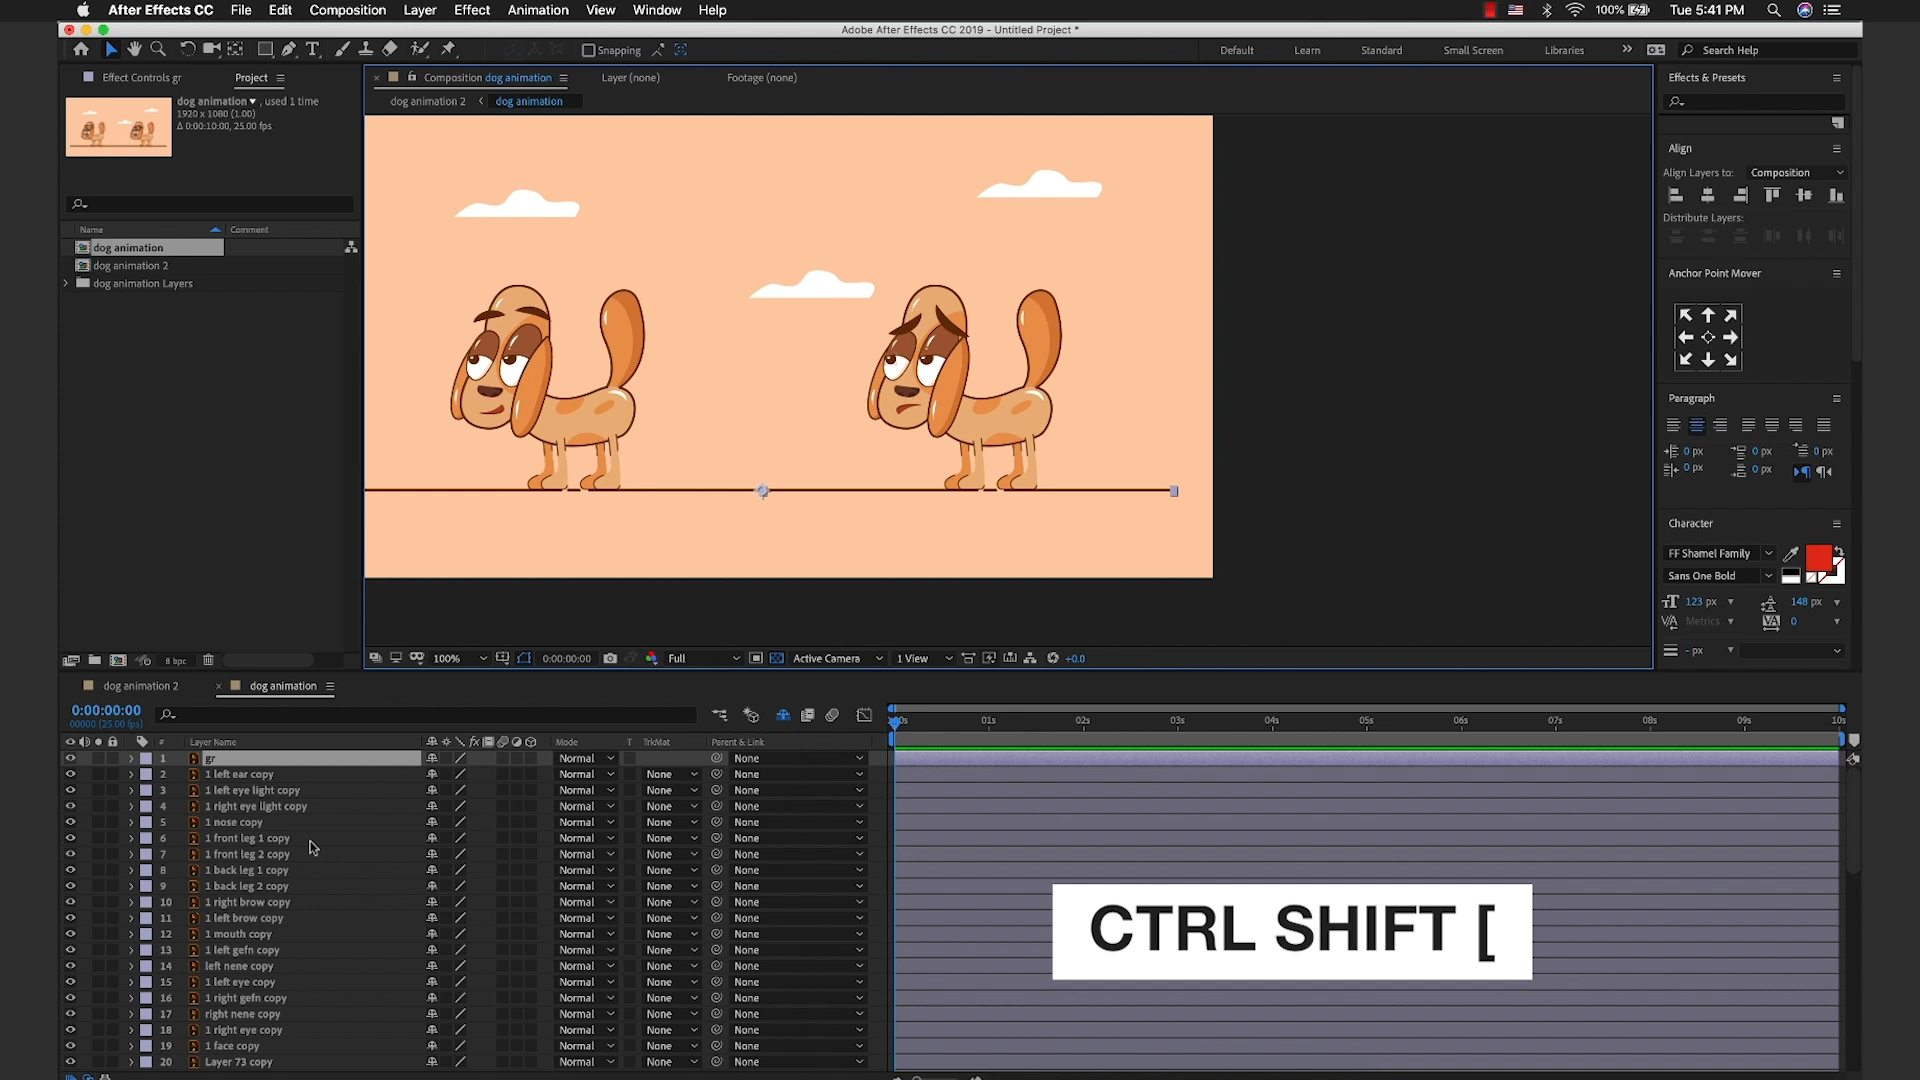 After Effects CC File Edit Composition Layer Effect Animation View Window Help 100% Tue 5:41 PM
Adobe After Effects CC 2019 - Untitled Project *
Snapping Default Learn Standard Small Screen Libraries Search Help
Effect Controls gr Project
Composition dog animation Layer (none) Footage (none)
dog animation 2 dog animation
dog animation , used 1 time
1920 x 1080 (1.00)
Δ 0:00:10:00, 25.00 fps
Name Comment
dog animation
dog animation 2
dog animation Layers
8 bpc
100% 0:00:00:00 Full Active Camera 1 View +0.0
Effects & Presets
Align
Align Layers to: Composition
Distribute Layers:
Anchor Point Mover
Paragraph
0 px 0 px 0 px
0 px 0 px
Character
FF Shamel Family
Sans One Bold
123 px 148 px
Metrics 0
- px
dog animation 2 dog animation
0:00:00:00
00000 (25.00 fps)
01s 02s 03s 04s 05s 06s 07s 08s 09s 10s
# Layer Name Mode T TrkMat Parent & Link
1 gr Normal None
2 1 left ear copy Normal None None
3 1 left eye light copy Normal None None
4 1 right eye light copy Normal None None
5 1 nose copy Normal None None
6 1 front leg 1 copy Normal None None
7 1 front leg 2 copy Normal None None
8 1 back leg 1 copy Normal None None
9 1 back leg 2 copy Normal None None
10 1 right brow copy Normal None None
11 1 left brow copy Normal None None
12 1 mouth copy Normal None None
13 1 left gefn copy Normal None None
14 left nene copy Normal None None
15 1 left eye copy Normal None None
16 1 right gefn copy Normal None None
17 right nene copy Normal None None
18 1 right eye copy Normal None None
19 1 face copy Normal None None
20 Layer 73 copy Normal None None
CTRL SHIFT [